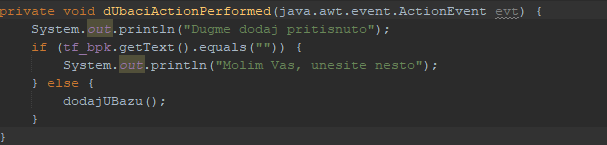 private void dUbaciActionPerformed(java.awt.event.ActionEvent evt) {
System.out.println("Dugme dodaj pritisnuto");
if (tf_bpk.getText().equals("")) {
System.out.println("Molim Vas, unesite nesto");
} else {
dodajUBazu();
}
}